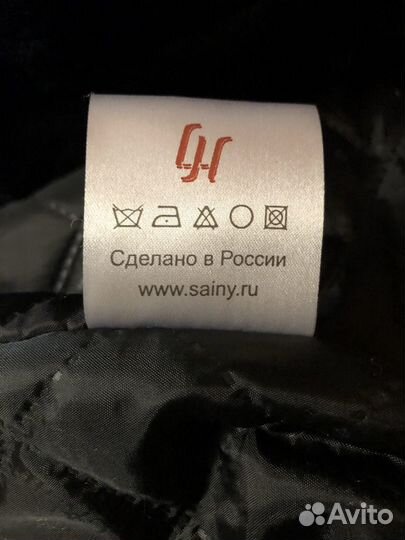 Сделано в России
www.sainy.ru
Avito